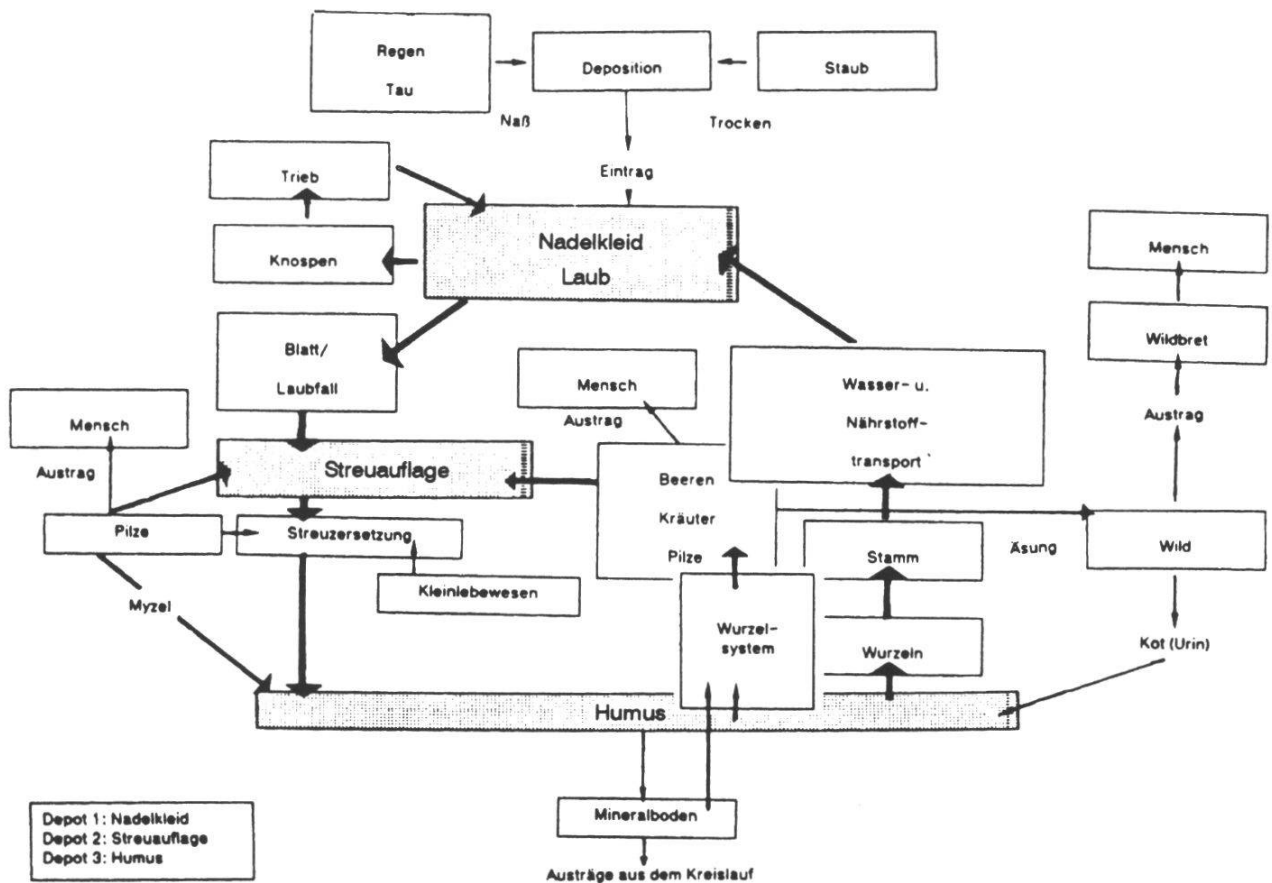 Regen
Tau
Deposition
Staub
Naß
Trocken
Eintrag
Trieb
Knospen
Nadelkleid
Laub
Mensch
Wildbret
Austrag
Blatt/
Laubfall
Mensch
Austrag
Wasser- u.
Nährstoff-
transport
Mensch
Austrag
Streuauflage
Beeren
Kräuter
Pilze
Pilze
Streuzersetzung
Stamm
Äsung
Wild
Kleinlebewesen
Myzel
Wurzel-
system
Wurzeln
Kot (Urin)
Humus
Mineralboden
Austräge aus dem Kreislauf
Depot 1: Nadelkleid
Depot 2: Streuauflage
Depot 3: Humus